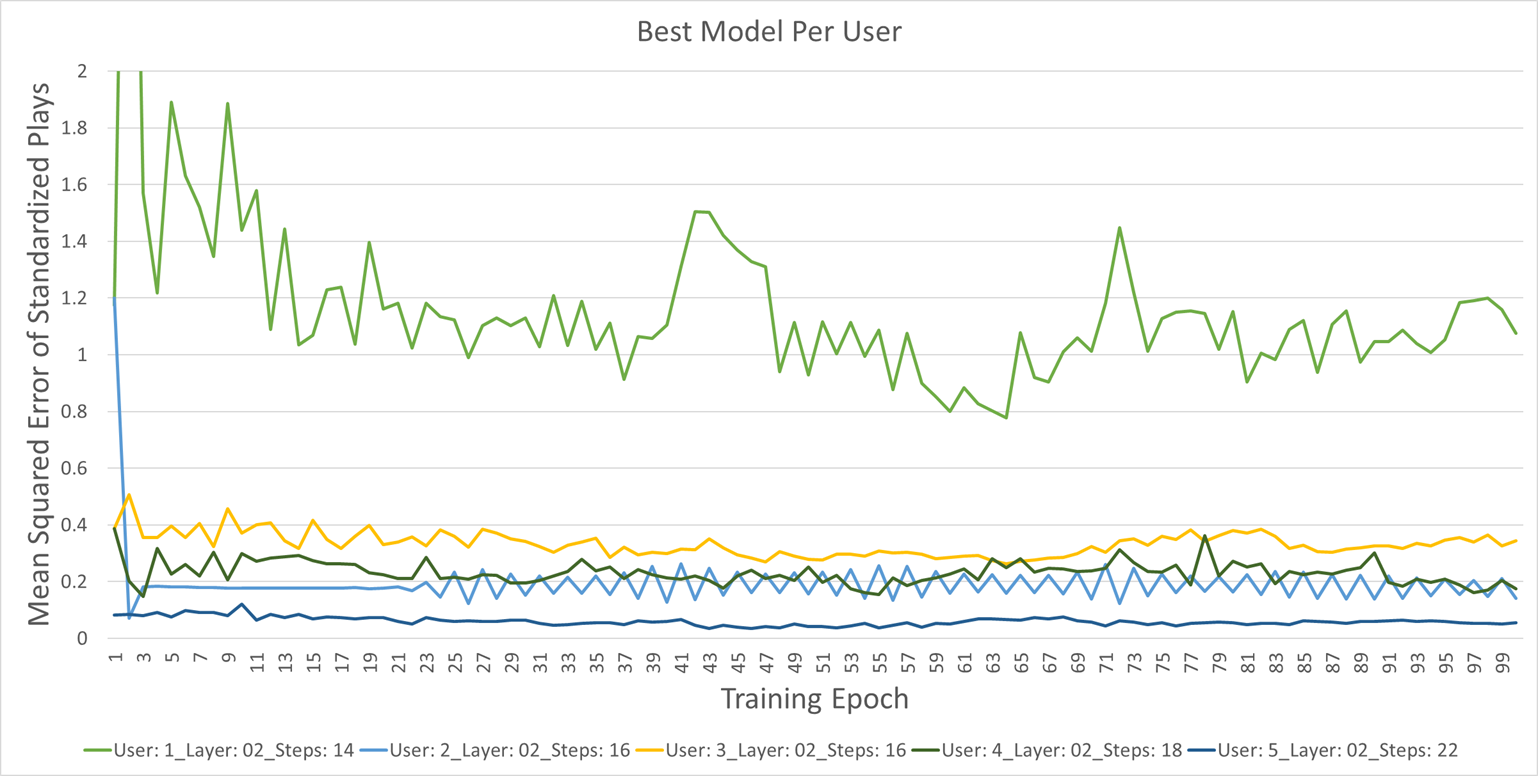 Best Model Per User
Mean Squared Error of Standardized Plays
2
1.8
1.6
1.4
1.2
1
0.8
0.6
0.4
0.2
0
1 3 5 7 9 11 13 15 17 19 21 23 25 27 29 31 33 35 37 39 41 43 45 47 49 51 53 55 57 59 61 63 65 67 69 71 73 75 77 79 81 83 85 87 89 91 93 95 97 99
Training Epoch
User: 1_Layer: 02_Steps: 14 User: 2_Layer: 02_Steps: 16 User: 3_Layer: 02_Steps: 16 User: 4_Layer: 02_Steps: 18 User: 5_Layer: 02_Steps: 22